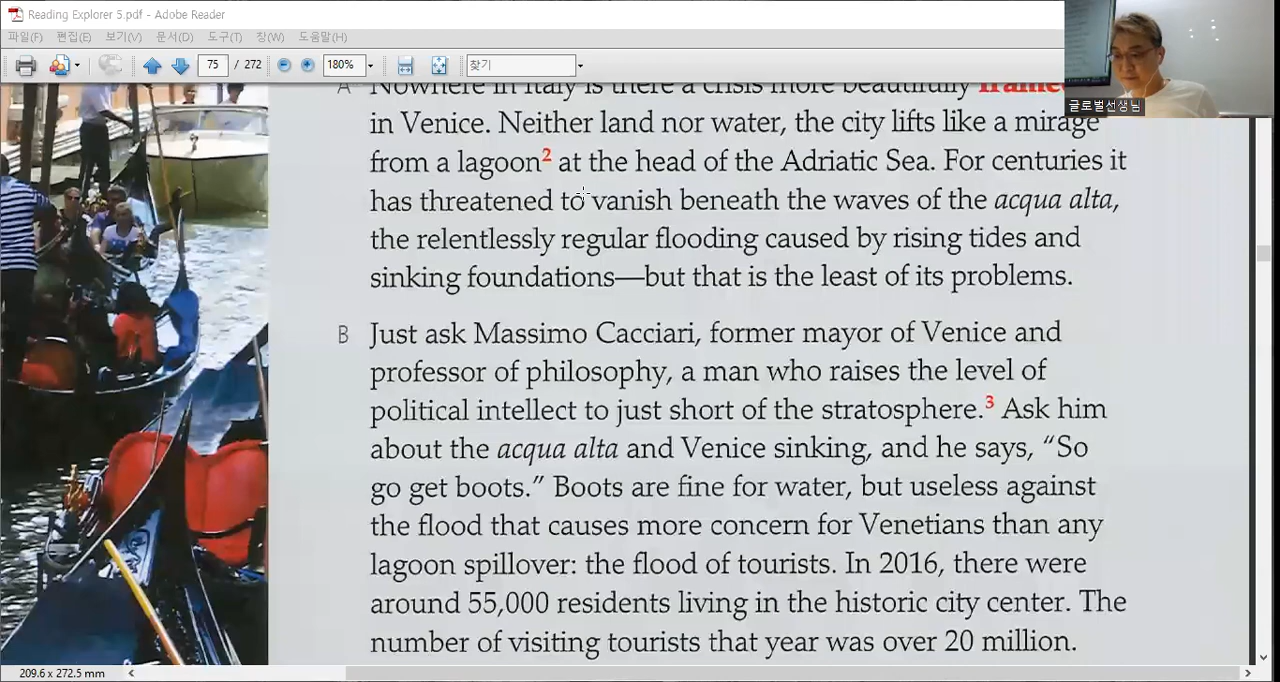 Reading Explorer 5.pdf - Adobe Reader
파일(F) 편집(E) 보기(V) 문서(D) 도구(T) 창(W) 도움말(H)
75 / 272 180% 찾기
글로벌선생님
A Nowhere in Italy is there a crisis more beautifully framed
in Venice. Neither land nor water, the city lifts like a mirage
from a lagoon2 at the head of the Adriatic Sea. For centuries it
has threatened to vanish beneath the waves of the acqua alta,
the relentlessly regular flooding caused by rising tides and
sinking foundations—but that is the least of its problems.
B Just ask Massimo Cacciari, former mayor of Venice and
professor of philosophy, a man who raises the level of
political intellect to just short of the stratosphere.3 Ask him
about the acqua alta and Venice sinking, and he says, “So
go get boots.” Boots are fine for water, but useless against
the flood that causes more concern for Venetians than any
lagoon spillover: the flood of tourists. In 2016, there were
around 55,000 residents living in the historic city center. The
number of visiting tourists that year was over 20 million.
209.6 x 272.5 mm